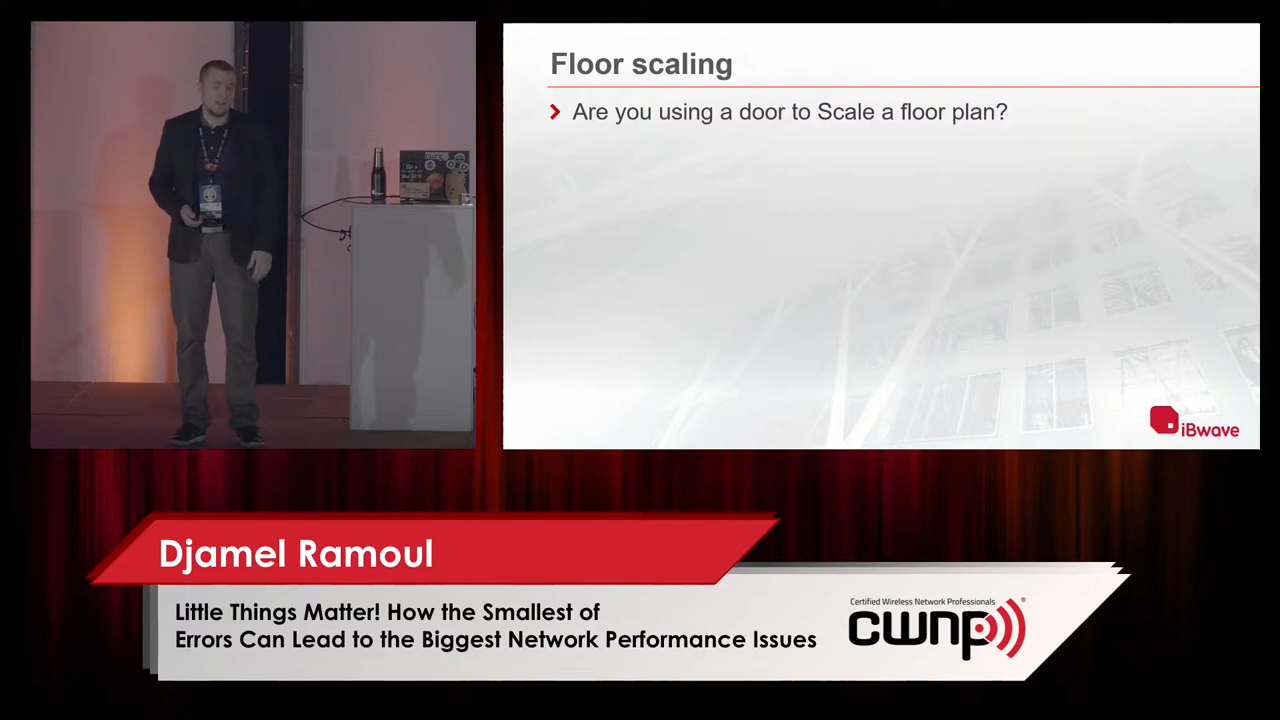 Floor scaling
Are you using a door to Scale a floor plan?
iBwave
Djamel Ramoul
Little Things Matter! How the Smallest of
Errors Can Lead to the Biggest Network Performance Issues
Certified Wireless Network Professionals
cwnp®